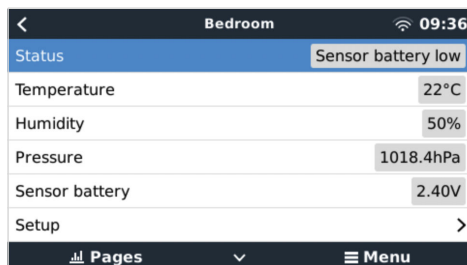 Bedroom 09:36
Status Sensor battery low
Temperature 22°C
Humidity 50%
Pressure 1018.4hPa
Sensor battery 2.40V
Setup
Pages Menu